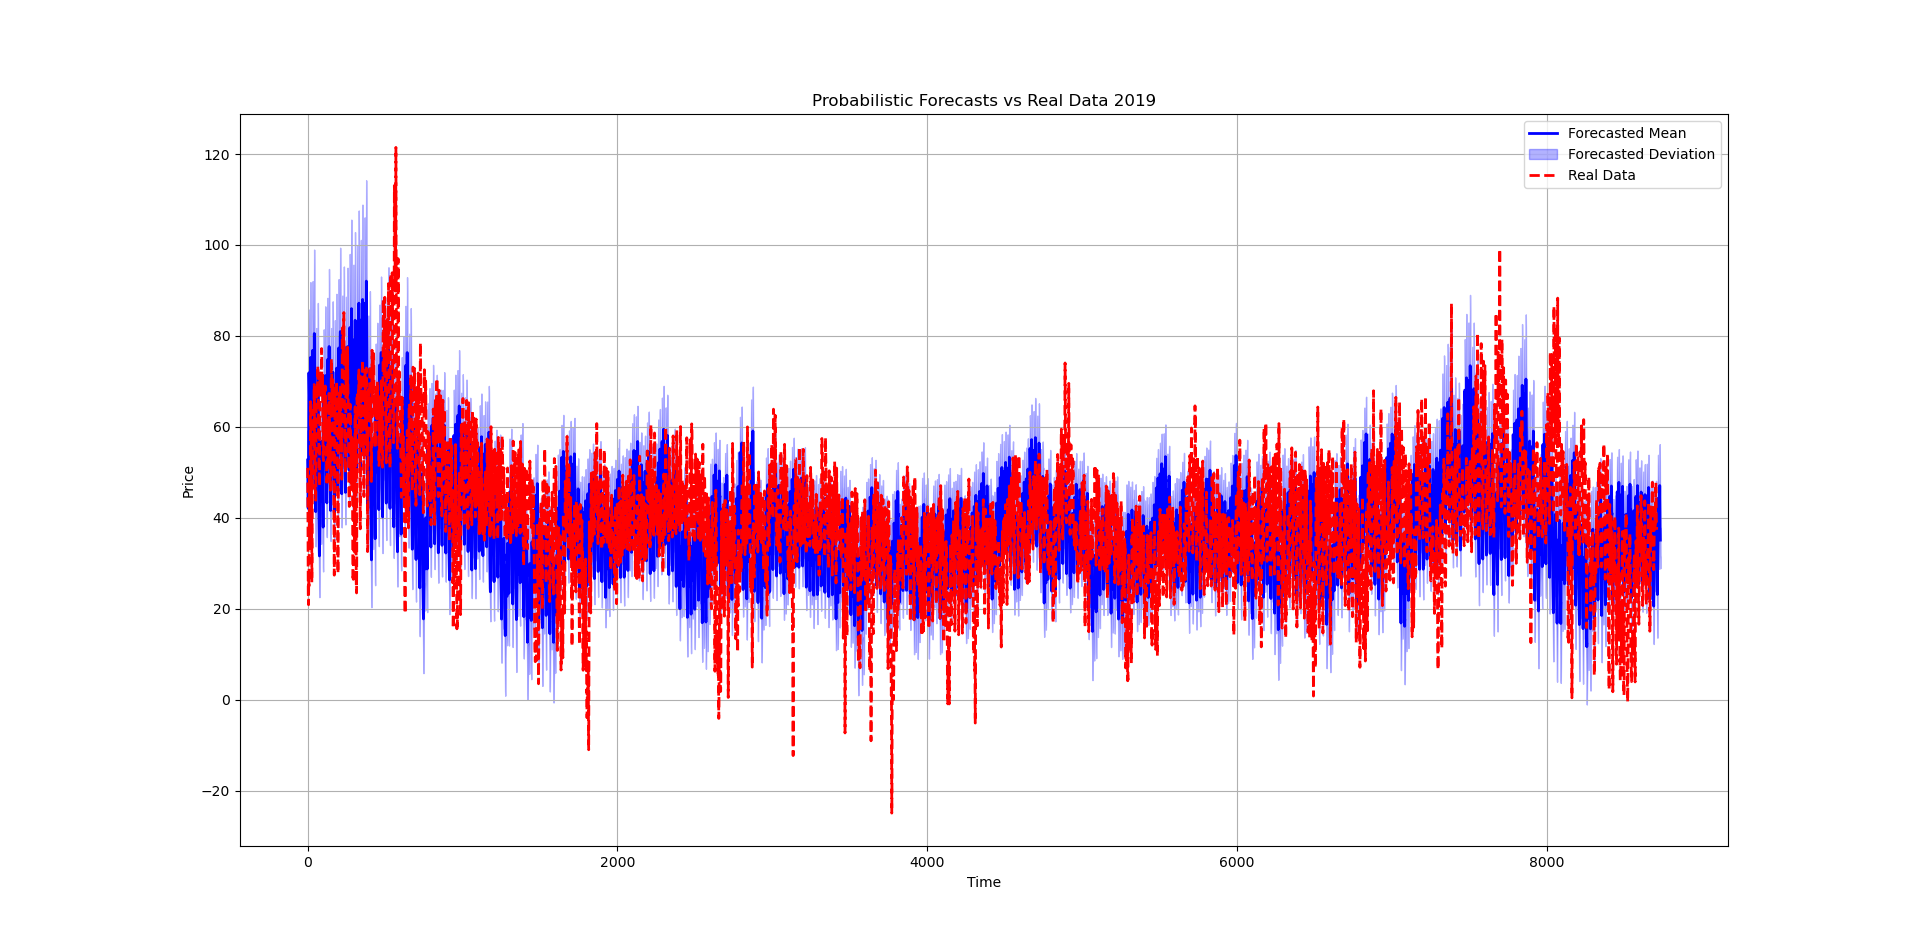 Probabilistic Forecasts vs Real Data 2019
Forecasted Mean
Forecasted Deviation
Real Data
120
100
80
60
40
20
0
−20
Price
0
2000
4000
6000
8000
Time